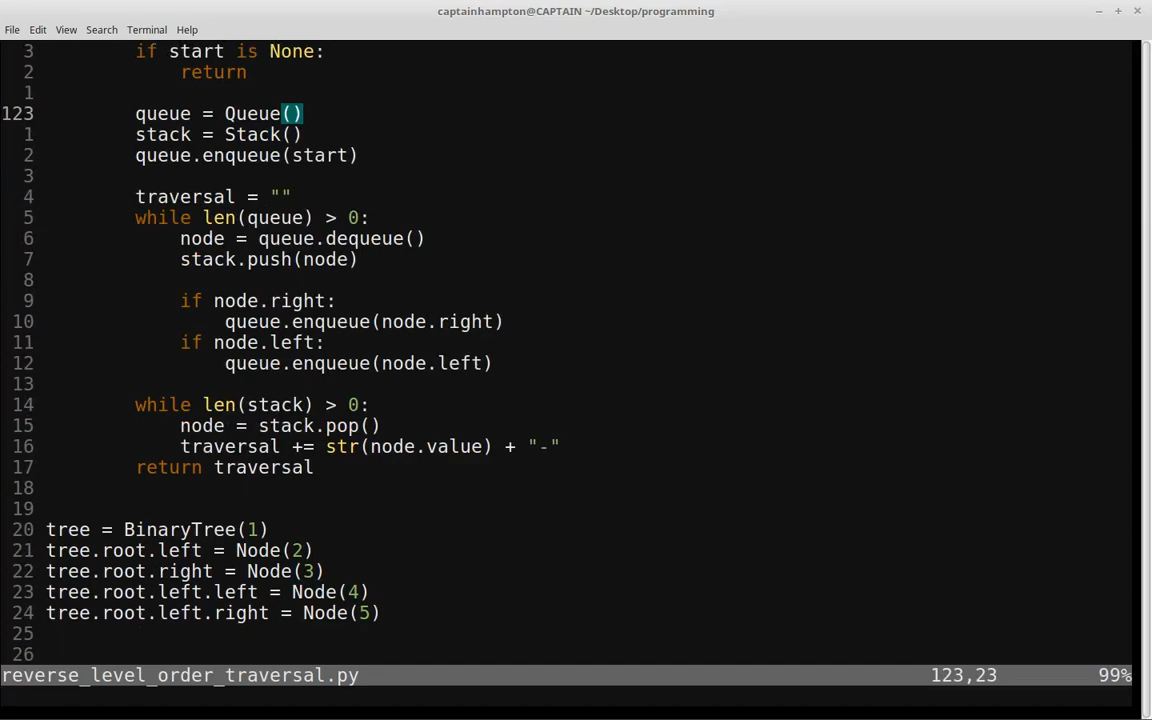 captainhampton@CAPTAIN ~/Desktop/programming
File Edit View Search Terminal Help
3 if start is None:
2 return
1
123 queue = Queue()
1 stack = Stack()
2 queue.enqueue(start)
3
4 traversal = ""
5 while len(queue) > 0:
6 node = queue.dequeue()
7 stack.push(node)
8
9 if node.right:
10 queue.enqueue(node.right)
11 if node.left:
12 queue.enqueue(node.left)
13
14 while len(stack) > 0:
15 node = stack.pop()
16 traversal += str(node.value) + "-"
17 return traversal
18
19
20 tree = BinaryTree(1)
21 tree.root.left = Node(2)
22 tree.root.right = Node(3)
23 tree.root.left.left = Node(4)
24 tree.root.left.right = Node(5)
25
26
reverse_level_order_traversal.py 123,23 99%